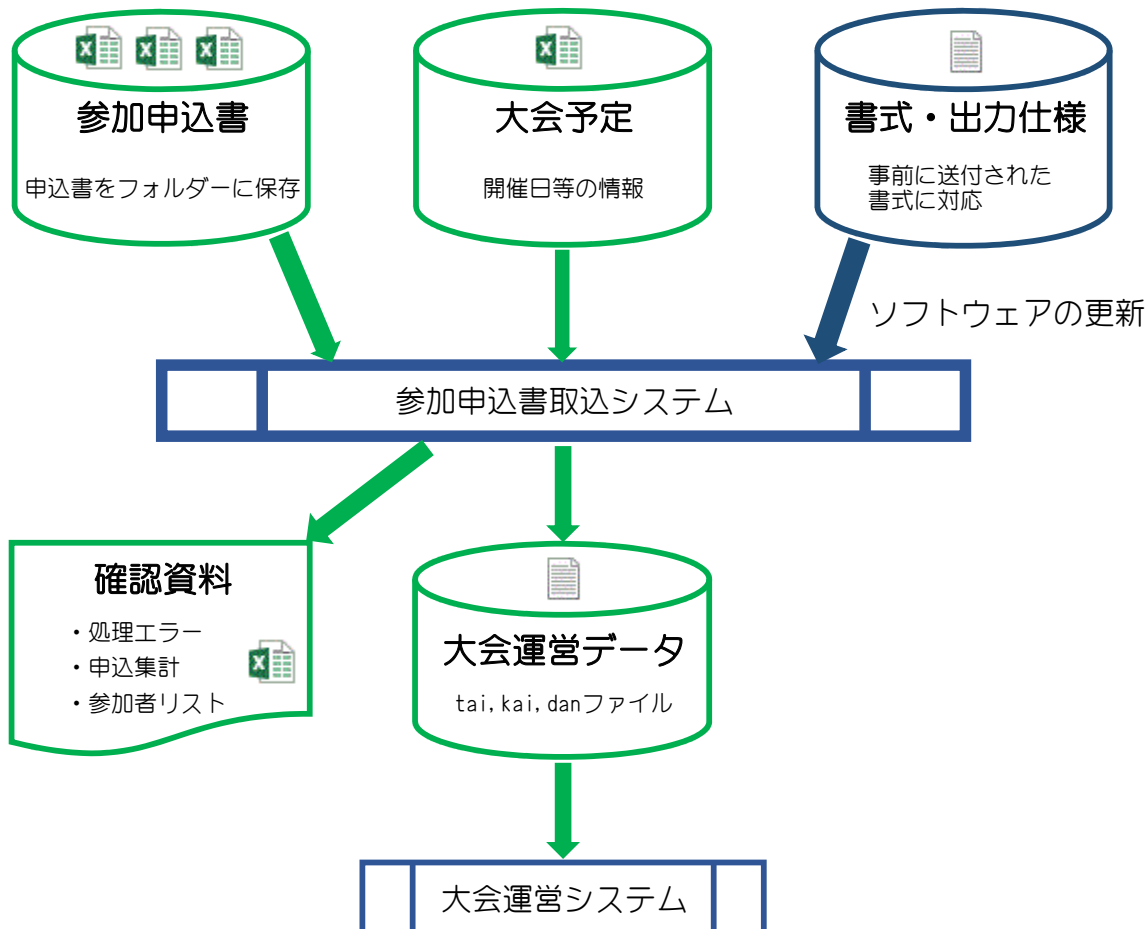 参加申込書
申込書をフォルダーに保存
大会予定
開催日等の情報
書式・出力仕様
事前に送付された
書式に対応
ソフトウェアの更新
参加申込書取込システム
確認資料
・処理エラー
・申込集計
・参加者リスト
大会運営データ
tai,kai,danファイル
大会運営システム